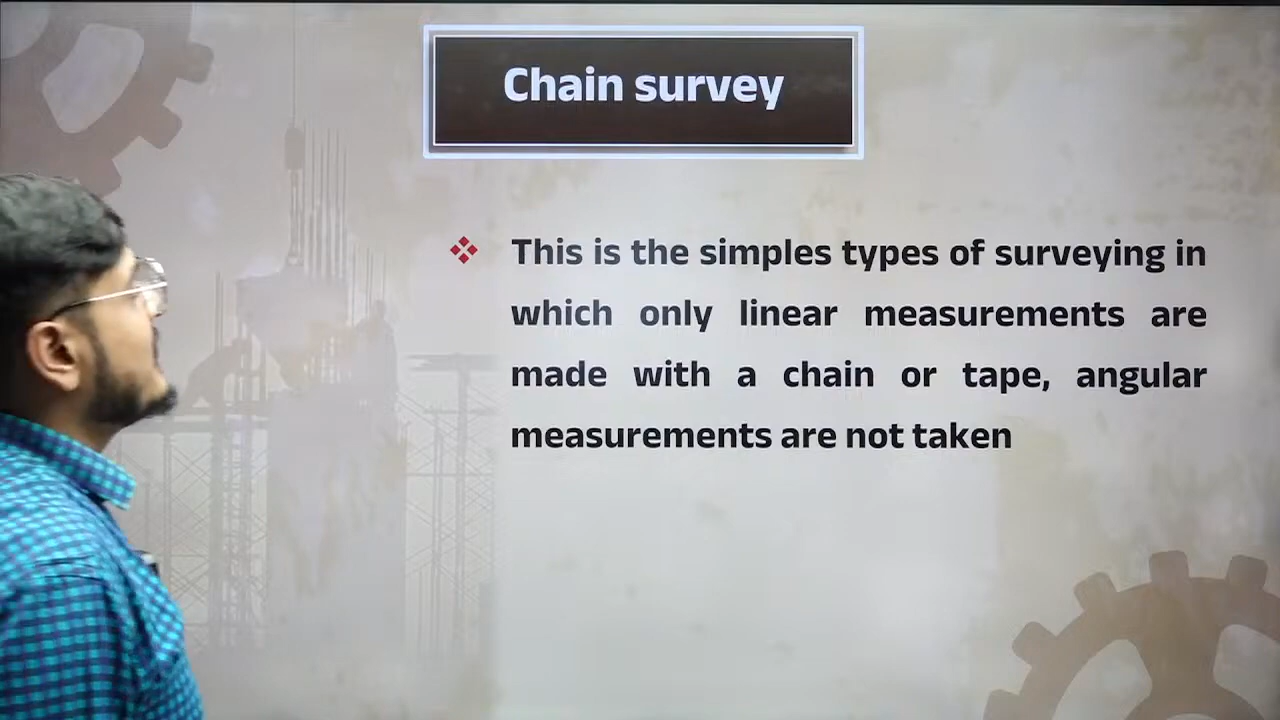 Chain survey
This is the simples types of surveying in
which only linear measurements are
made with a chain or tape, angular
measurements are not taken